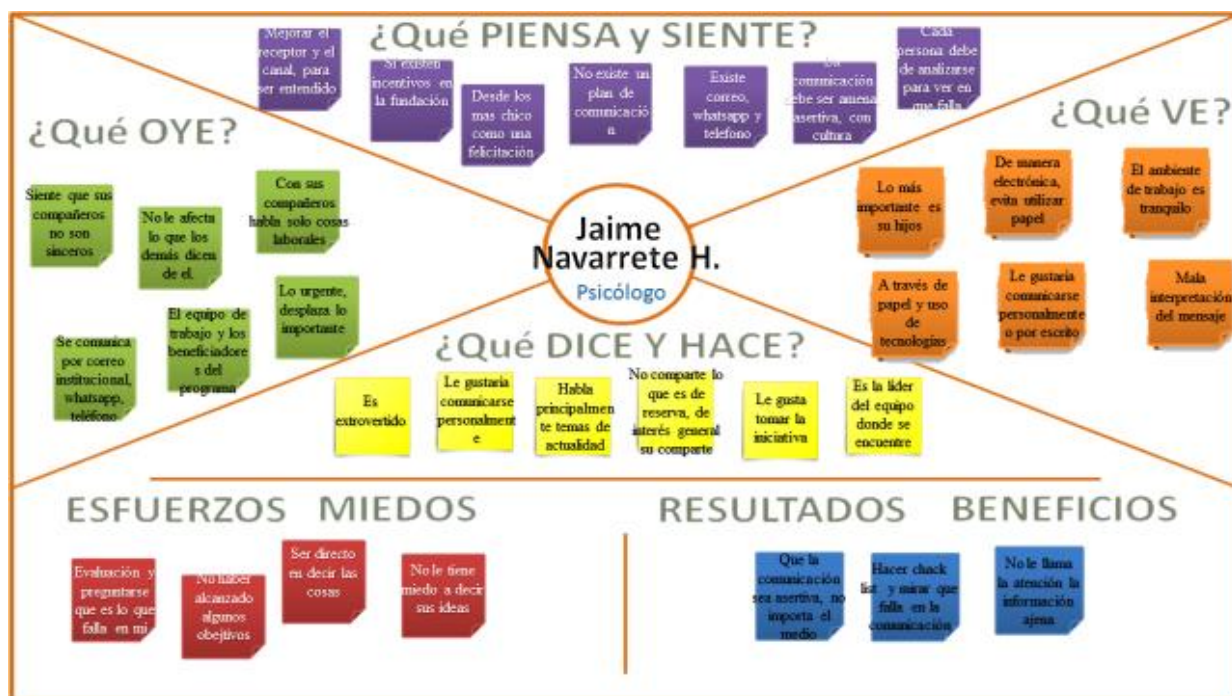 ¿Qué PIENSA y SIENTE?
Mejorar el
receptor y el
canal, para
ser entendido
Si existen
incentivos en
la fundación
Desde los
mas chico
como una
felicitación
No existe un
plan de
comunicació
n
Existe
correo,
whatsapp y
telefono
comunicación
debe ser amena
asertiva, con
cultura
Cada
persona debe
de analizarse
para ver en
que falla
¿Qué OYE?
Siente que sus
compañeros
no son
sinceros
No le afecta
lo que los
demás dicen
de el.
Con sus
compañeros
habla solo cosas
laborales
Se comunica
por correo
institucional,
whatsapp,
teléfono
El equipo de
trabajo y los
beneficiadore
s del
programa
Lo urgente,
desplaza lo
importante
Jaime
Navarrete H.
Psicólogo
¿Qué VE?
Lo más
importante es
su hijos
De manera
electrónica,
evita utilizar
papel
El ambiente
de trabajo es
tranquilo
A través de
papel y uso de
tecnologías
Le gustaria
comunicarse
personalmente
o por escrito
Mala
interpretación
del mensaje
¿Qué DICE Y HACE?
Es
extrovertido
Le gustaria
comunicarse
personalment
e
Habla
principalmen
te temas de
actualidad
No comparte lo
que es de
reserva, de
interés general
su comparte
Le gusta
tomar la
iniciativa
Es la líder
del equipo
donde se
encuentre
ESFUERZOS MIEDOS
Evaluación y
preguntarse
que es lo que
falla en mi
No haber
alcanzado
algunos
obejtivos
Ser directo
en decir las
cosas
No le tiene
miedo a decir
sus ideas
RESULTADOS BENEFICIOS
Que la
comunicación
sea asertiva, no
importa el
medio
Hacer chack
list y mirar que
falla en la
comunicación
No le llama
la atención la
información
ajena